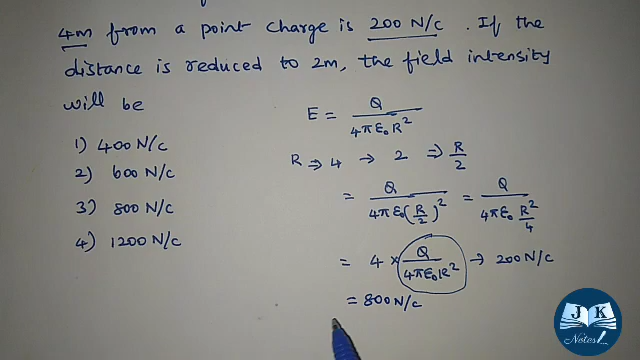 4m from a point charge is 200 N/C . If the
distance is reduced to 2m, the field intensity
will be
1) 400 N/C
2) 600 N/C
3) 800 N/C
4) 1200 N/C
E = Q / 4πε₀R²
R ⇒ 4 → 2 ⇒ R/2
= Q / 4πε₀(R/2)² = Q / 4πε₀ R²/4
= 4 × Q / 4πε₀R² → 200 N/C
= 800 N/C
J K
Notes